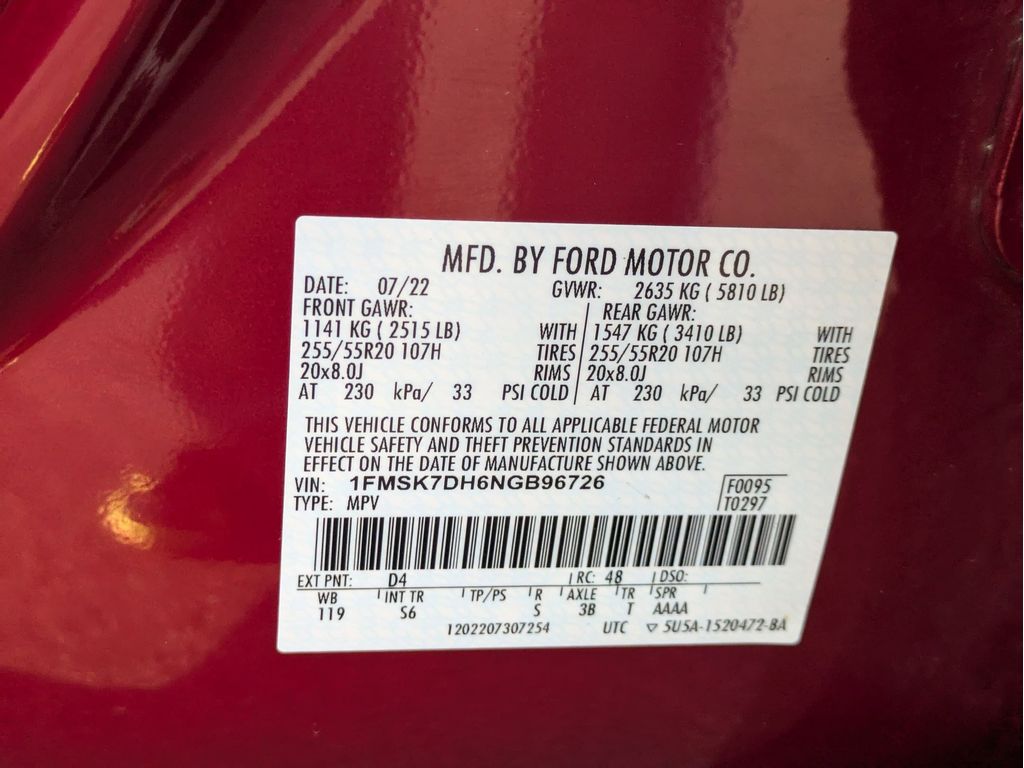 MFD. BY FORD MOTOR CO.
DATE: 07/22 GVWR: 2635 KG ( 5810 LB)
FRONT GAWR: REAR GAWR:
1141 KG ( 2515 LB) WITH 1547 KG ( 3410 LB) WITH
255/55R20 107H TIRES 255/55R20 107H TIRES
20x8.0J RIMS 20x8.0J RIMS
AT 230 kPa/ 33 PSI COLD AT 230 kPa/ 33 PSI COLD
THIS VEHICLE CONFORMS TO ALL APPLICABLE FEDERAL MOTOR
VEHICLE SAFETY AND THEFT PREVENTION STANDARDS IN
EFFECT ON THE DATE OF MANUFACTURE SHOWN ABOVE.
VIN: 1FMSK7DH6NGB96726 F0095
TYPE: MPV T0297
EXT PNT: D4 RC: 48 DSO:
WB INT TR TP/PS R AXLE TR SPR
119 S6 S 3B T AAAA
1202207307254 UTC ▽ 5U5A-1520472-BA